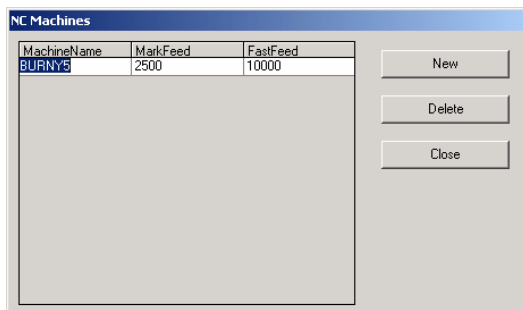 NC Machines
MachineName MarkFeed FastFeed
BURNY5 2500 10000
New
Delete
Close